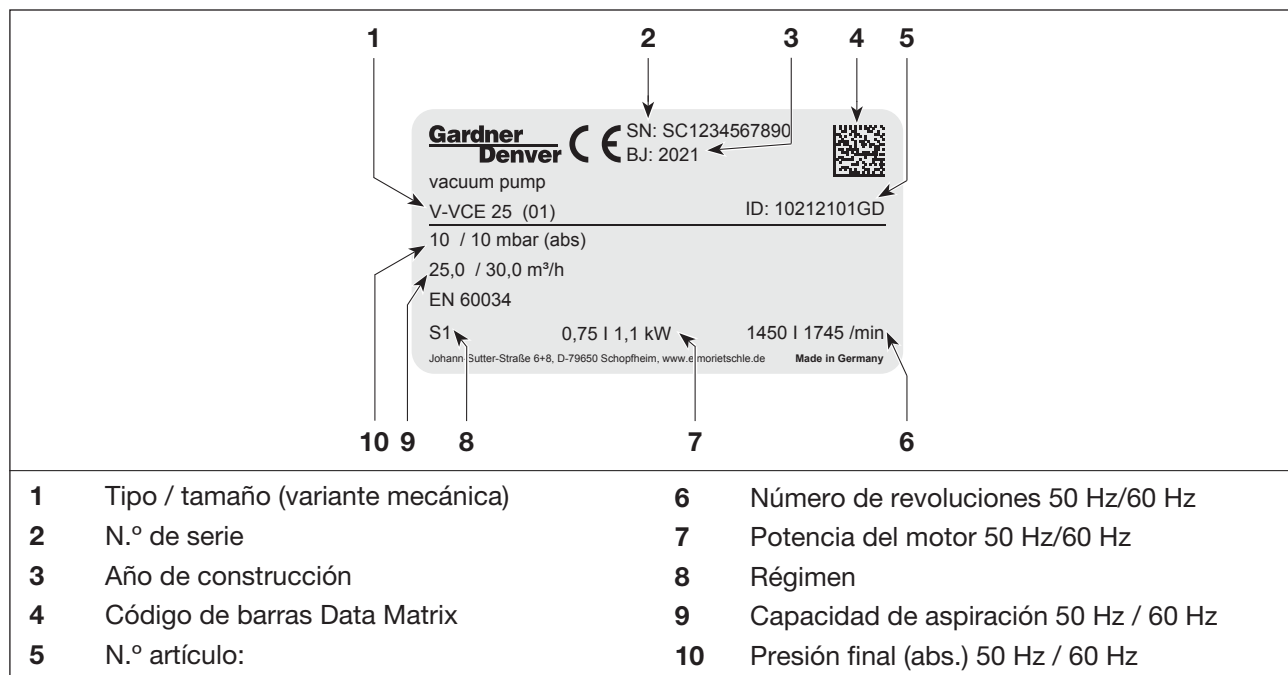 1 2 3 4 5
Gardner
Denver
CE
SN: SC1234567890
BJ: 2021
vacuum pump
V-VCE 25 (01) ID: 10212101GD
10 / 10 mbar (abs)
25,0 / 30,0 m³/h
EN 60034
S1 0,75 I 1,1 kW 1450 I 1745 /min
Johann-Sutter-Straße 6+8, D-79650 Schopfheim, www.elmorietschle.de Made in Germany
10 9 8 7 6
1 Tipo / tamaño (variante mecánica)
2 N.º de serie
3 Año de construcción
4 Código de barras Data Matrix
5 N.º artículo:
6 Número de revoluciones 50 Hz/60 Hz
7 Potencia del motor 50 Hz/60 Hz
8 Régimen
9 Capacidad de aspiración 50 Hz / 60 Hz
10 Presión final (abs.) 50 Hz / 60 Hz